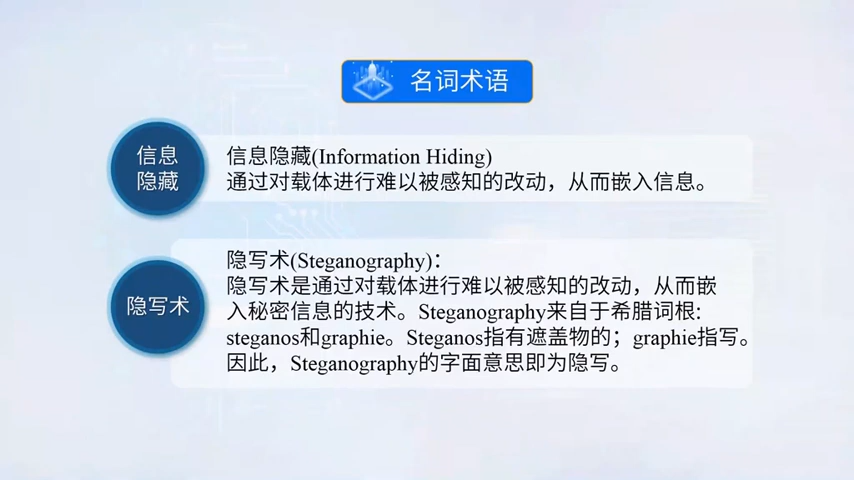 名词术语
信息
隐藏
信息隐藏(Information Hiding)
通过对载体进行难以被感知的改动，从而嵌入信息。
隐写术
隐写术(Steganography)：
隐写术是通过对载体进行难以被感知的改动，从而嵌
入秘密信息的技术。Steganography来自于希腊词根:
steganos和graphie。Steganos指有遮盖物的；graphie指写。
因此，Steganography的字面意思即为隐写。